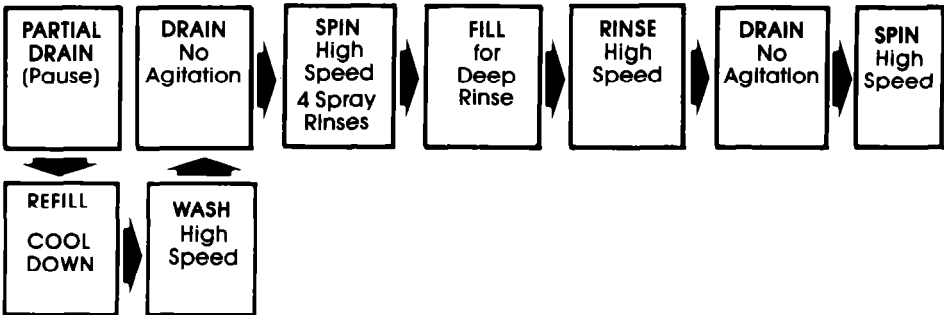 PARTIAL
DRAIN
(Pause)
REFILL
COOL
DOWN
WASH
High
Speed
DRAIN
No
Agitation
SPIN
High
Speed
4 Spray
Rinses
FILL
for
Deep
Rinse
RINSE
High
Speed
DRAIN
No
Agitation
SPIN
High
Speed